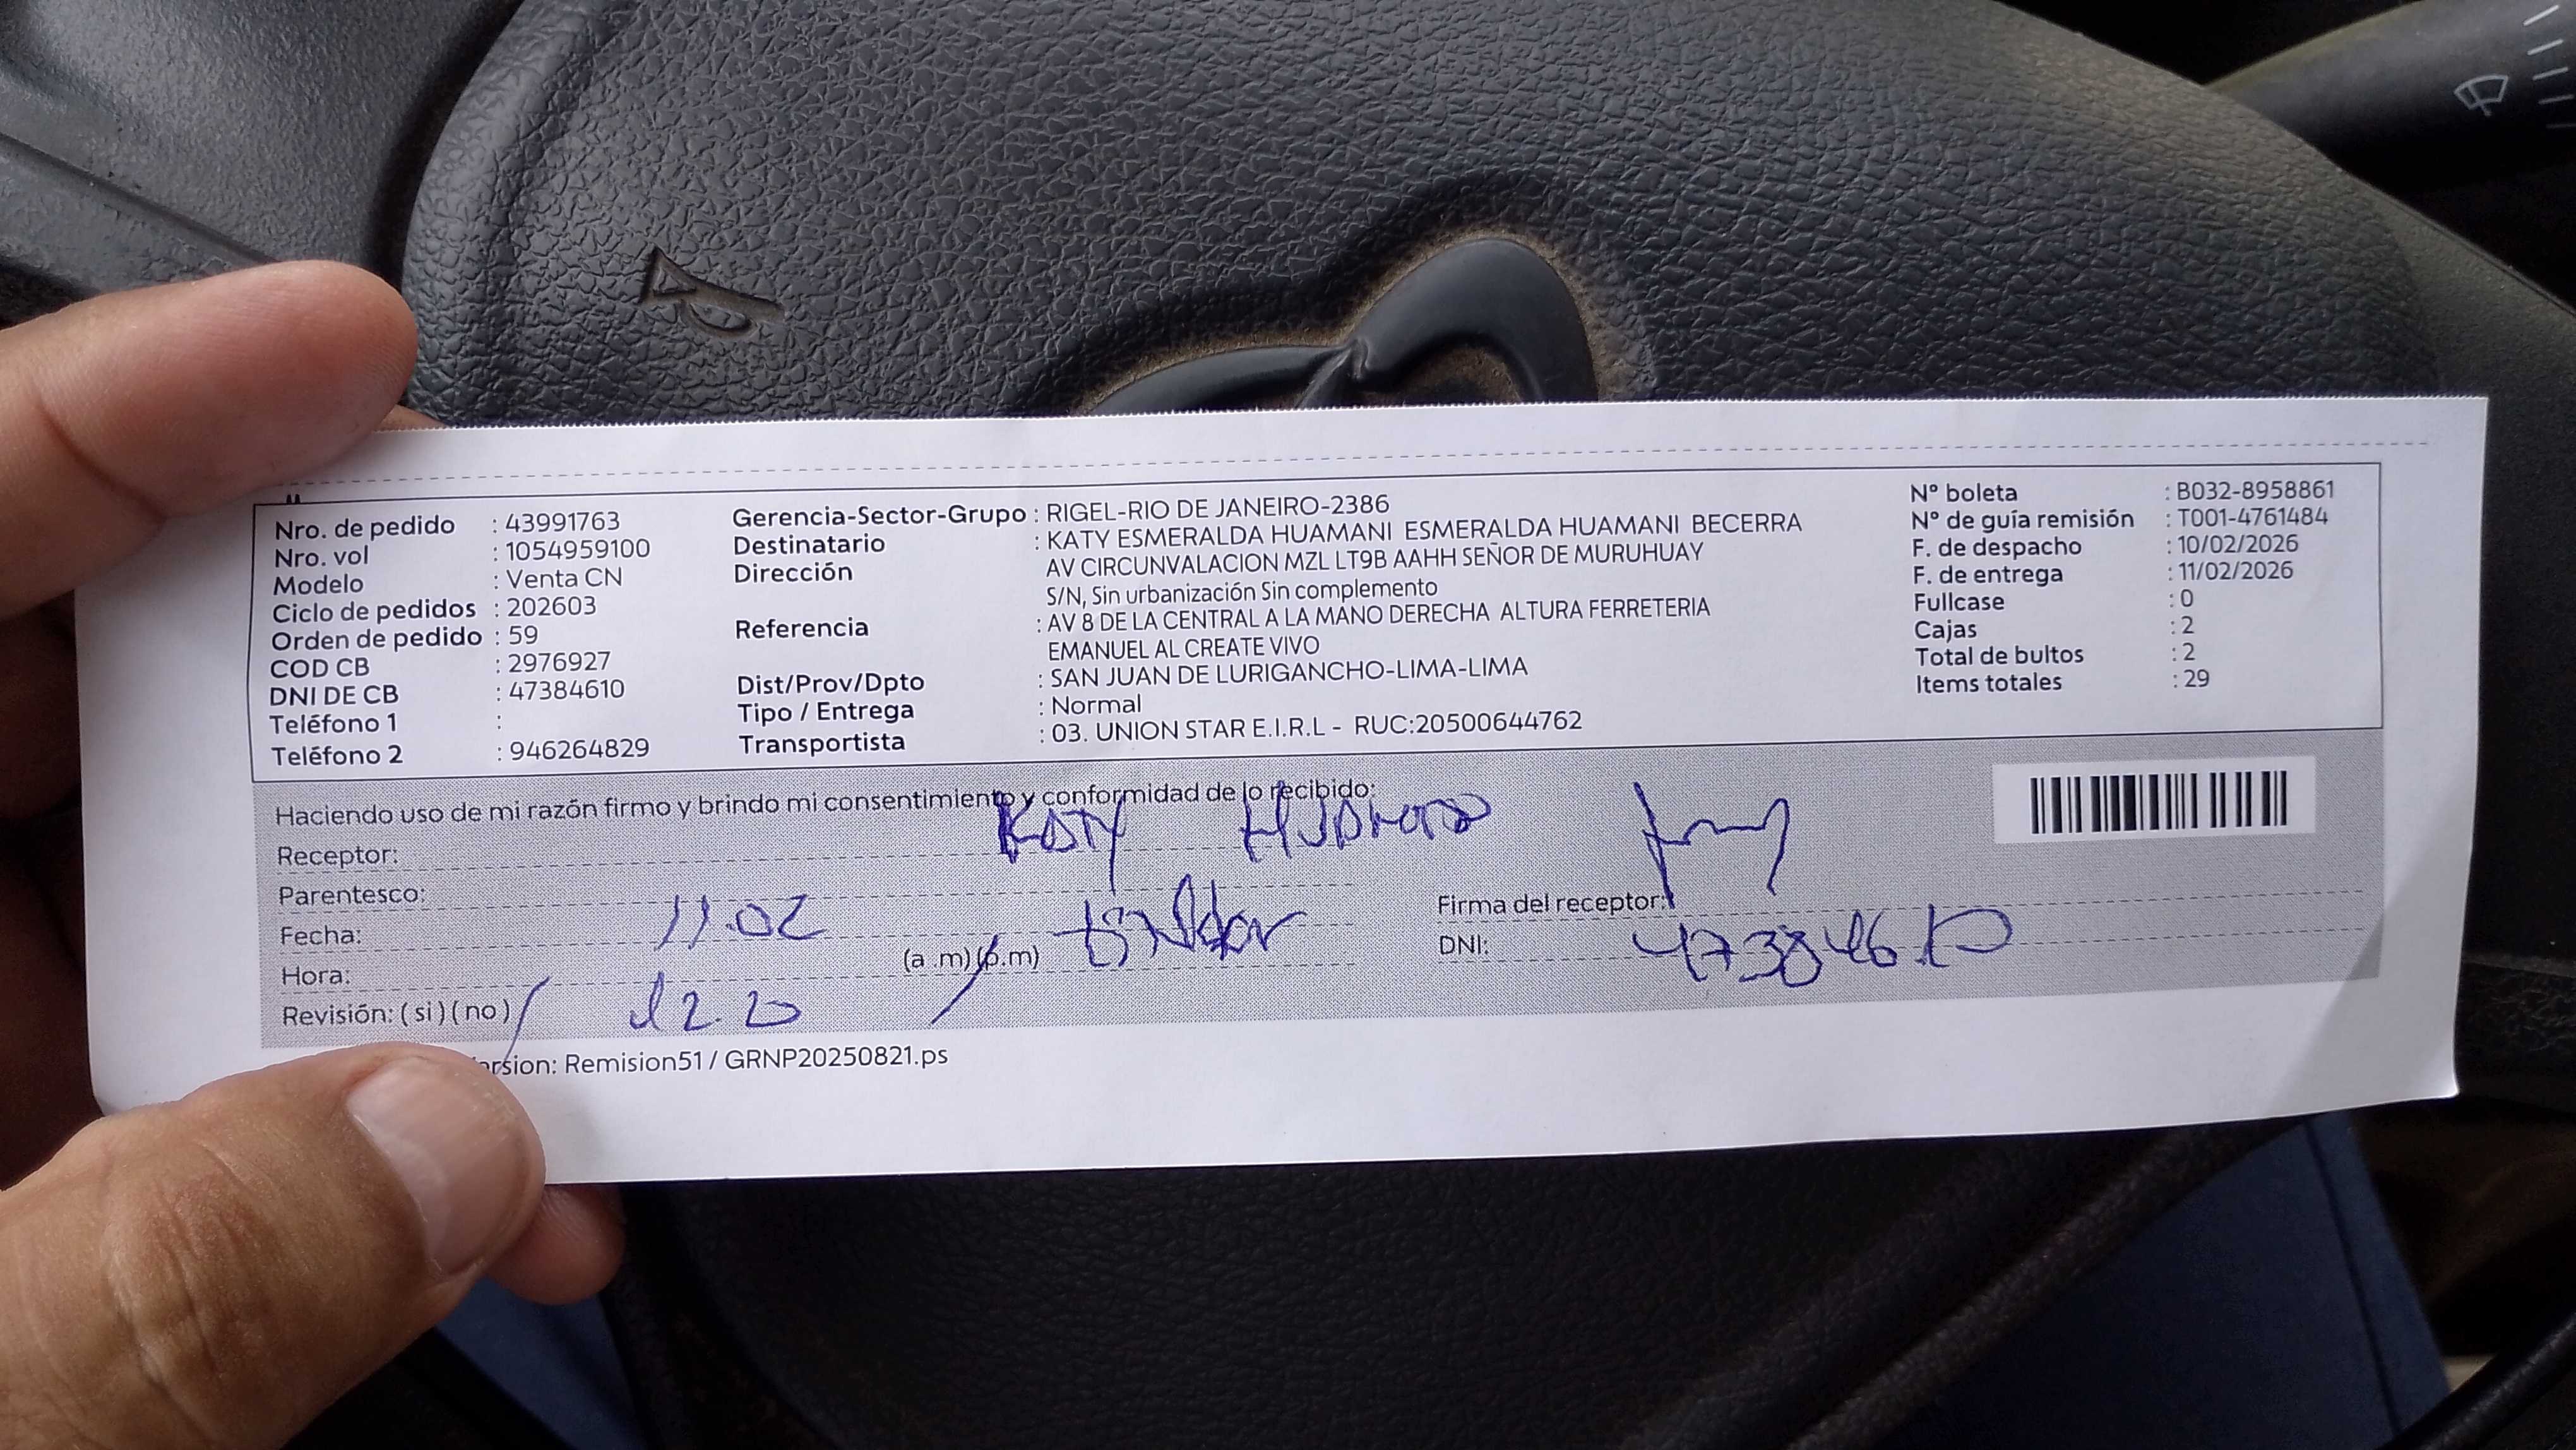 Nro. de pedido : 43991763
Nro. vol : 1054959100
Modelo : Venta CN
Ciclo de pedidos : 202603
Orden de pedido : 59
COD CB : 2976927
DNI DE CB : 47384610
Teléfono 1 :
Teléfono 2 : 946264829
Gerencia-Sector-Grupo : RIGEL-RIO DE JANEIRO-2386
Destinatario : KATY ESMERALDA HUAMANI ESMERALDA HUAMANI BECERRA
Dirección AV CIRCUNVALACION MZL LT9B AAHH SEÑOR DE MURUHUAY
S/N, Sin urbanización Sin complemento
Referencia : AV 8 DE LA CENTRAL A LA MANO DERECHA ALTURA FERRETERIA
EMANUEL AL CREATE VIVO
Dist/Prov/Dpto : SAN JUAN DE LURIGANCHO-LIMA-LIMA
Tipo / Entrega : Normal
Transportista : 03. UNION STAR E.I.R.L - RUC:20500644762
N° boleta : B032-8958861
N° de guía remisión : T001-4761484
F. de despacho : 10/02/2026
F. de entrega : 11/02/2026
Fullcase : 0
Cajas : 2
Total de bultos : 2
Items totales : 29
Haciendo uso de mi razón firmo y brindo mi consentimiento y conformidad de lo recibido:
Receptor: Katy
Parentesco:
Fecha: 11.02
Hora: 12.20 (a .m) (p.m)
Revisión: ( si ) ( no )
Firma del receptor:
DNI: 47384610
rsion: Remision51 / GRNP20250821.ps